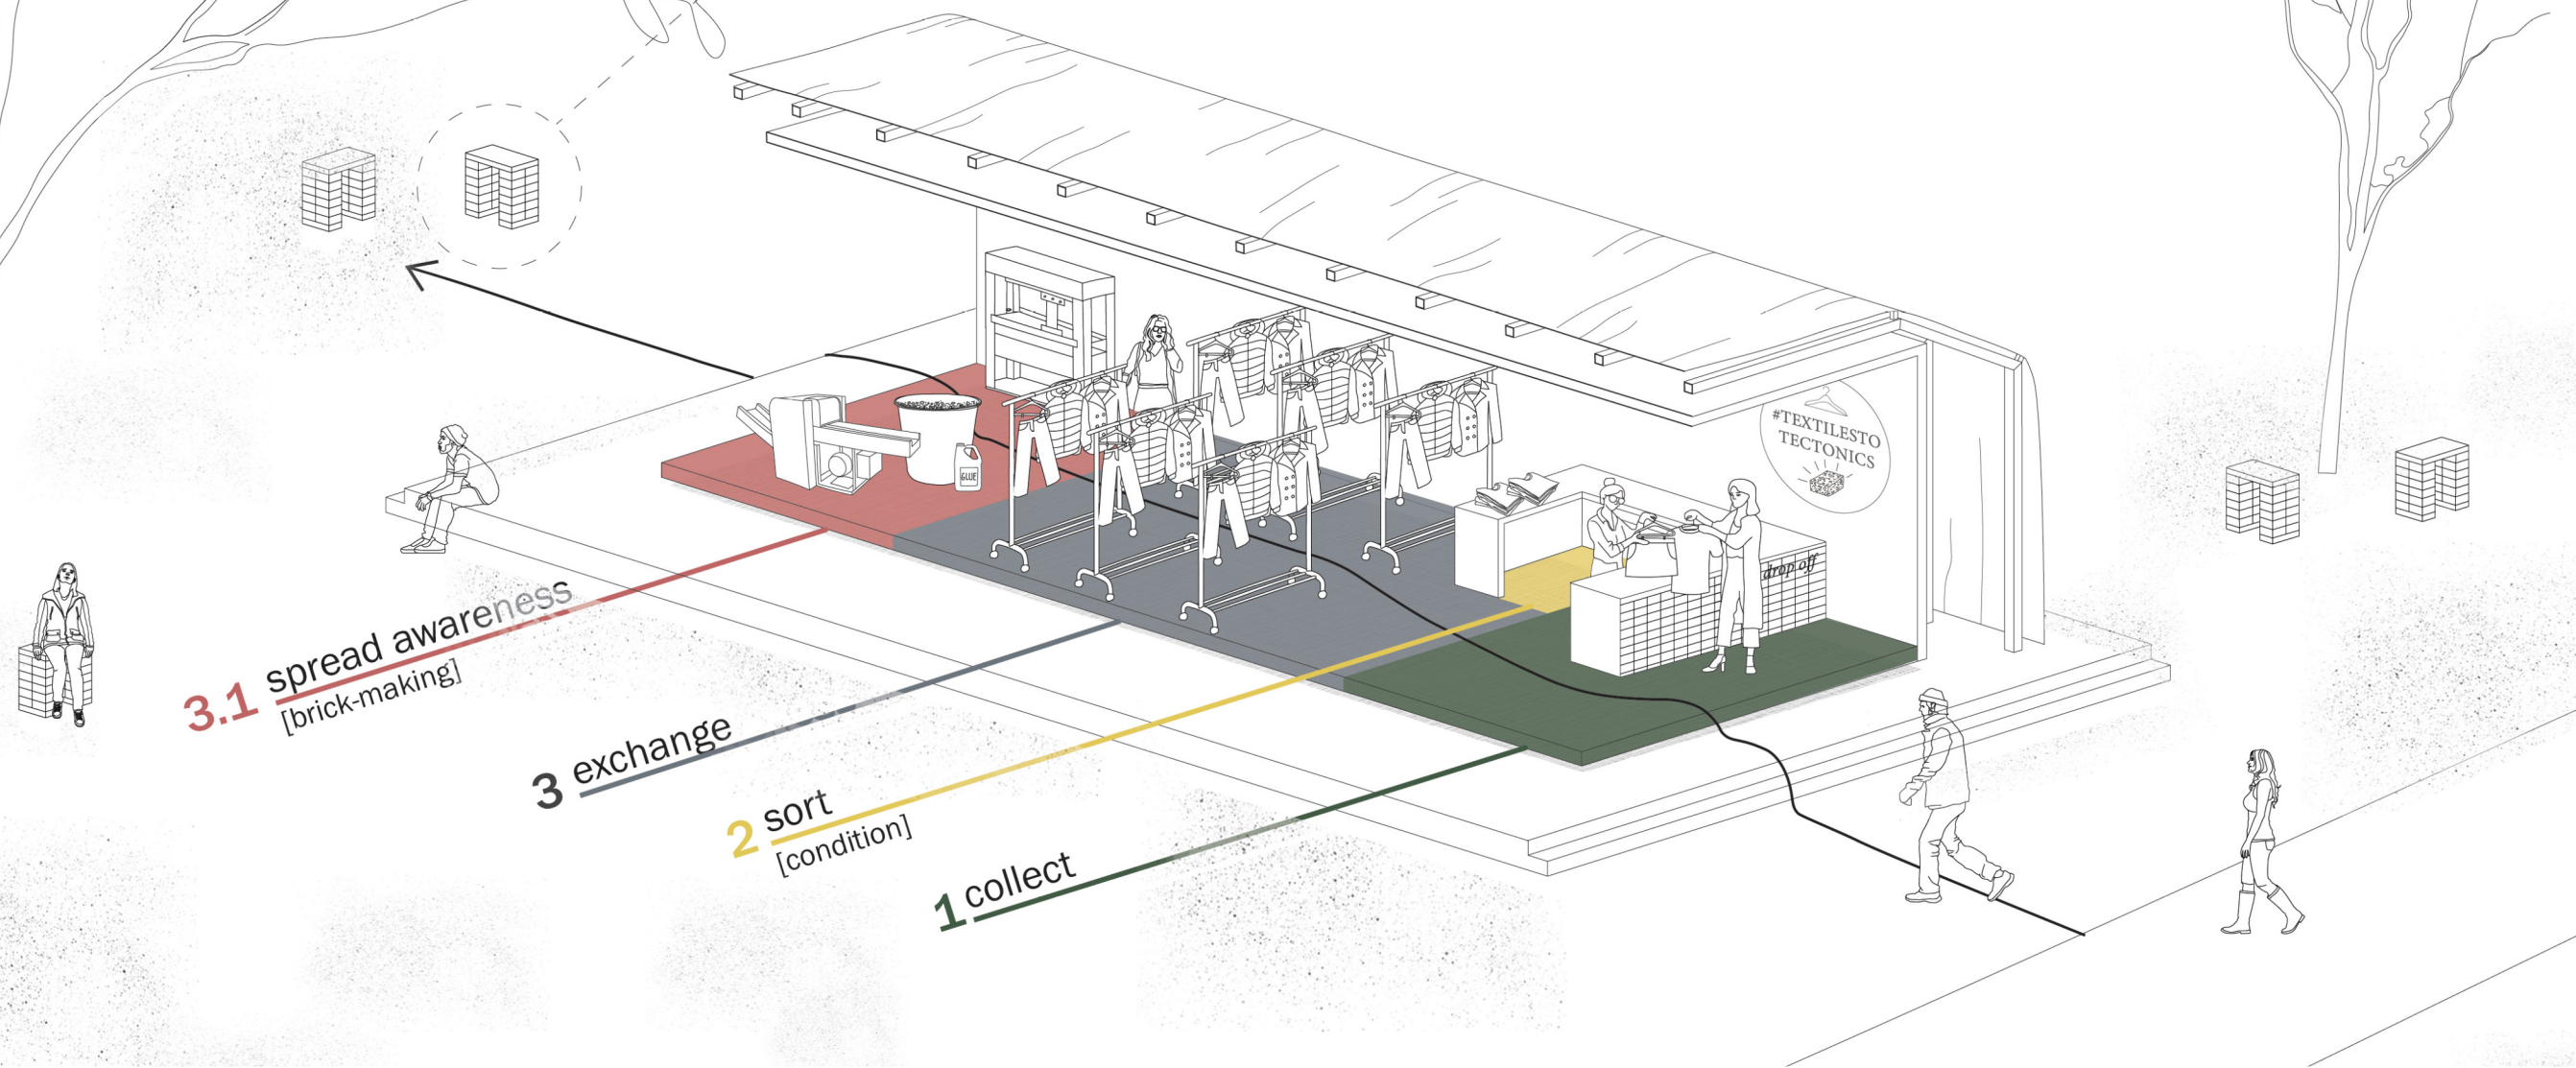 #TEXTILESTO
TECTONICS
drop off
GLUE
3.1 spread awareness
[brick-making]
3 exchange
2 sort
[condition]
1 collect